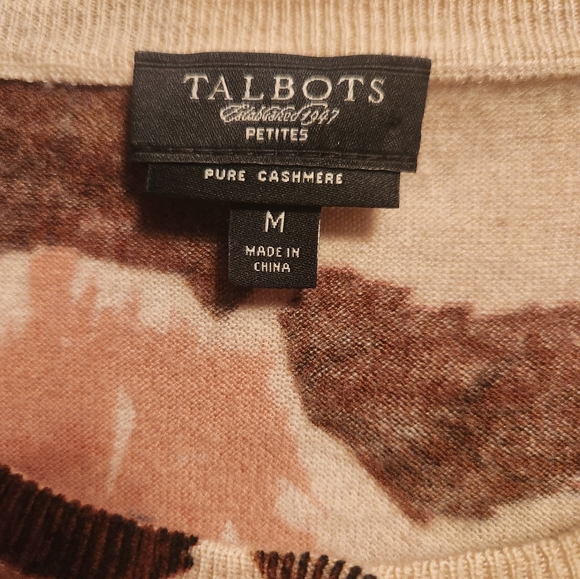 TALBOTS
Established 1947
PETITES
PURE CASHMERE
M
MADE IN
CHINA